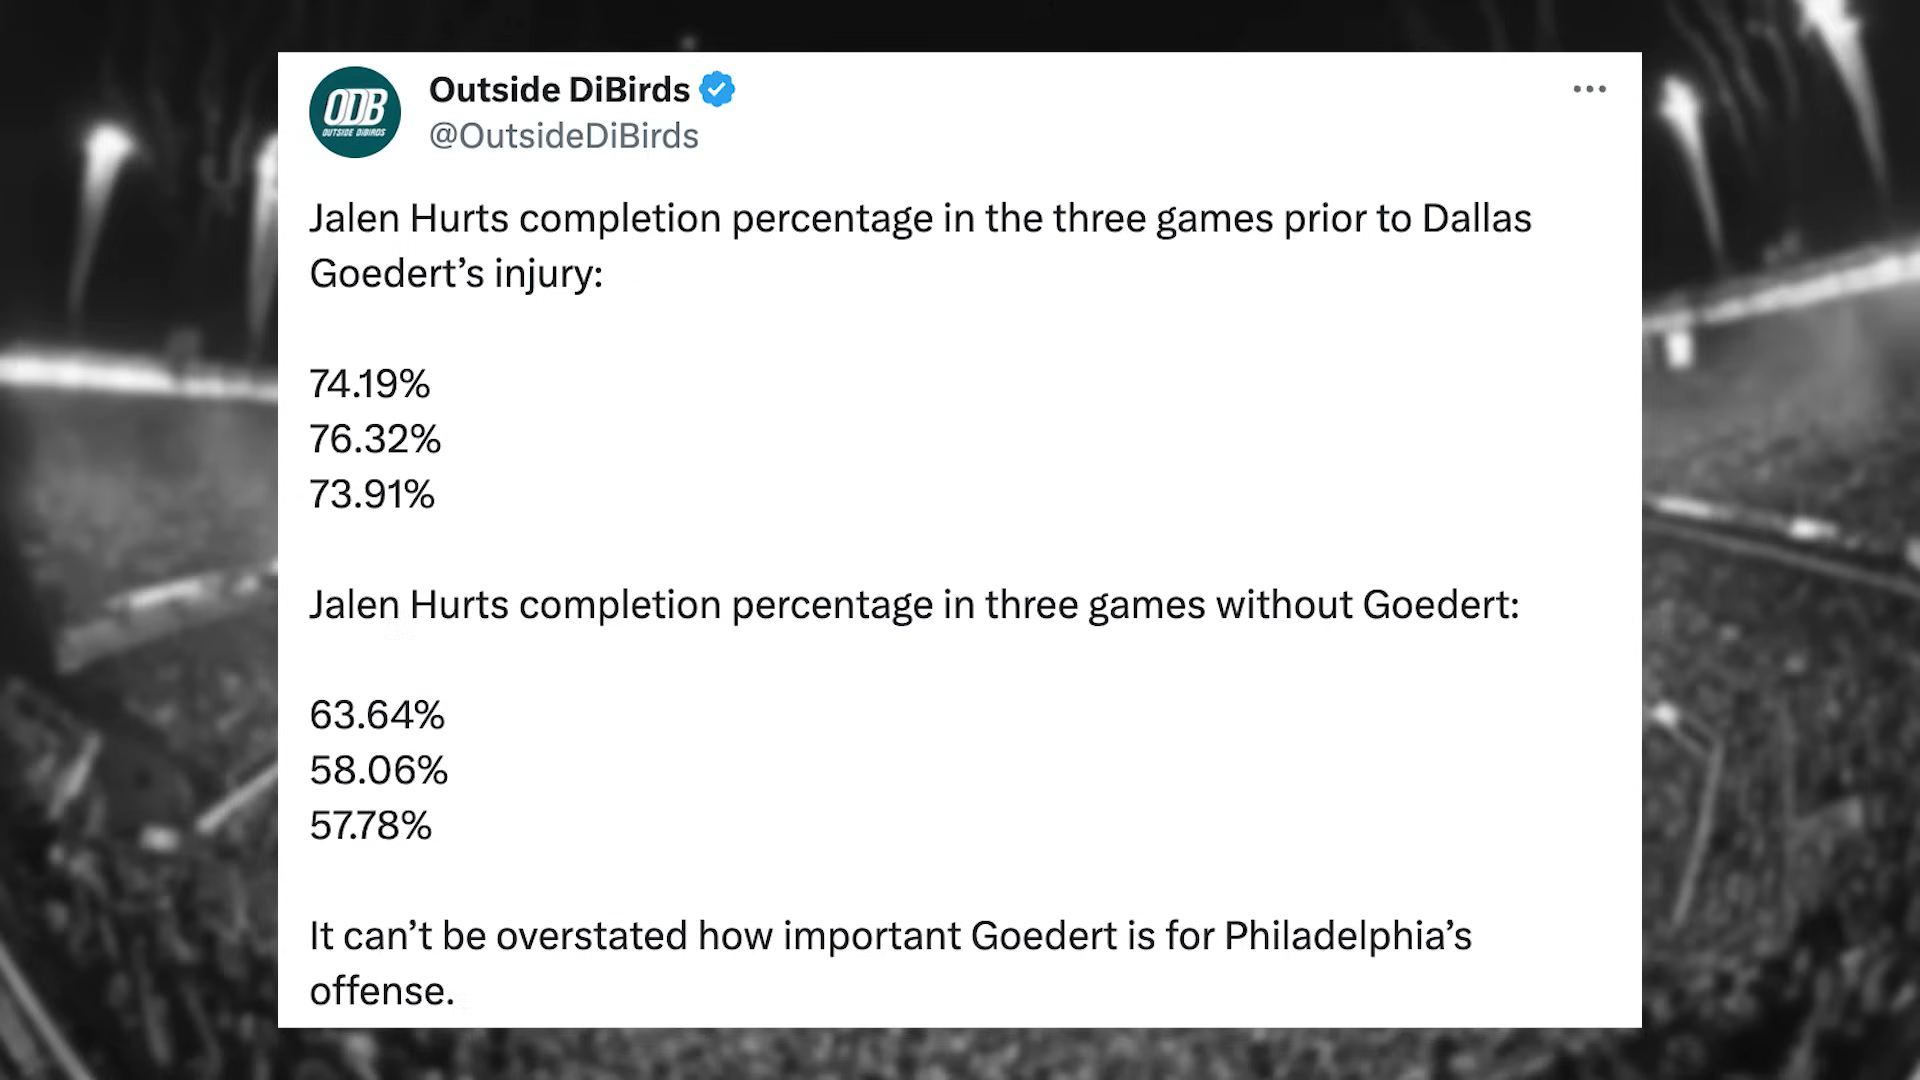 ODB
OUTSIDE DIBIRDS
Outside DiBirds
@OutsideDiBirds
Jalen Hurts completion percentage in the three games prior to Dallas
Goedert’s injury:
74.19%
76.32%
73.91%
Jalen Hurts completion percentage in three games without Goedert:
63.64%
58.06%
57.78%
It can’t be overstated how important Goedert is for Philadelphia’s
offense.